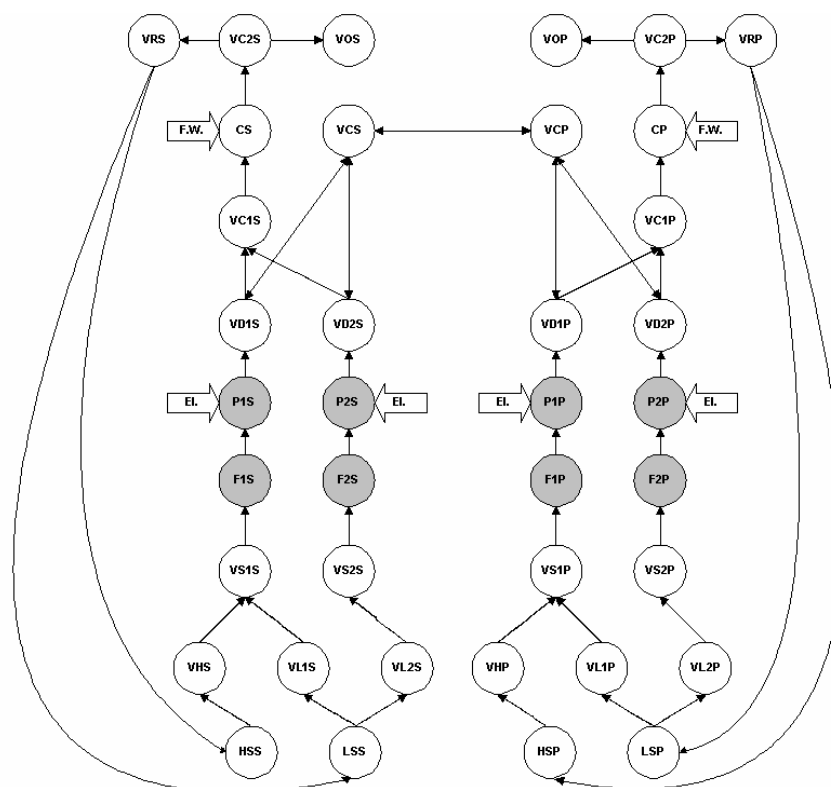 VRS VC2S VOS VOP VC2P VRP
F.W. CS VCS VCP CP F.W.
VC1S VC1P
VD1S VD2S VD1P VD2P
El. P1S P2S El. El. P1P P2P El.
F1S F2S F1P F2P
VS1S VS2S VS1P VS2P
VHS VL1S VL2S VHP VL1P VL2P
HSS LSS HSP LSP